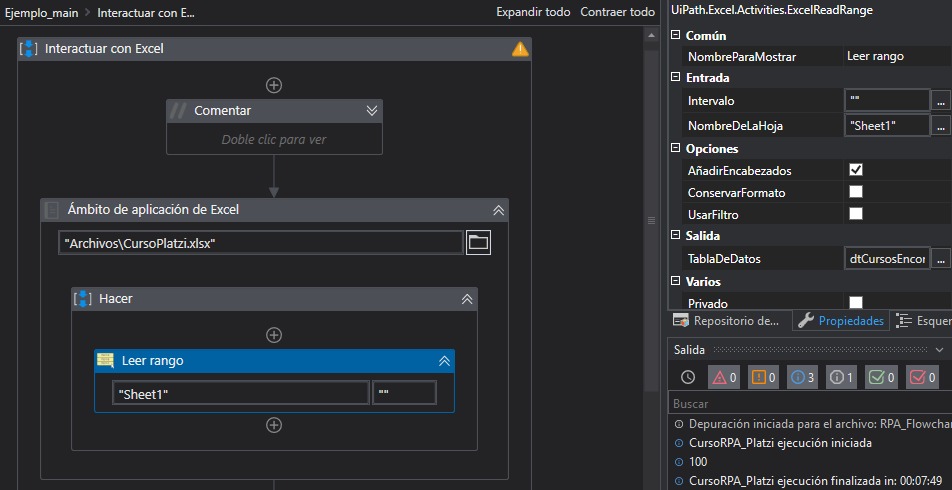 Ejemplo_main > Interactuar con E...
Expandir todo Contraer todo
Interactuar con Excel
// Comentar
Doble clic para ver
Ámbito de aplicación de Excel
"Archivos\CursoPlatzi.xlsx"
Hacer
Leer rango
"Sheet1" ""
UiPath.Excel.Activities.ExcelReadRange
Común
NombreParaMostrar Leer rango
Entrada
Intervalo "" ...
NombreDeLaHoja "Sheet1" ...
Opciones
AñadirEncabezados
ConservarFormato
UsarFiltro
Salida
TablaDeDatos dtCursosEncor ...
Varios
Privado
Repositorio de... Propiedades Esquer
Salida
0 0 3 1 0 0
Buscar
Depuración iniciada para el archivo: RPA_Flowchar
CursoRPA_Platzi ejecución iniciada
100
CursoRPA_Platzi ejecución finalizada in: 00:07:49